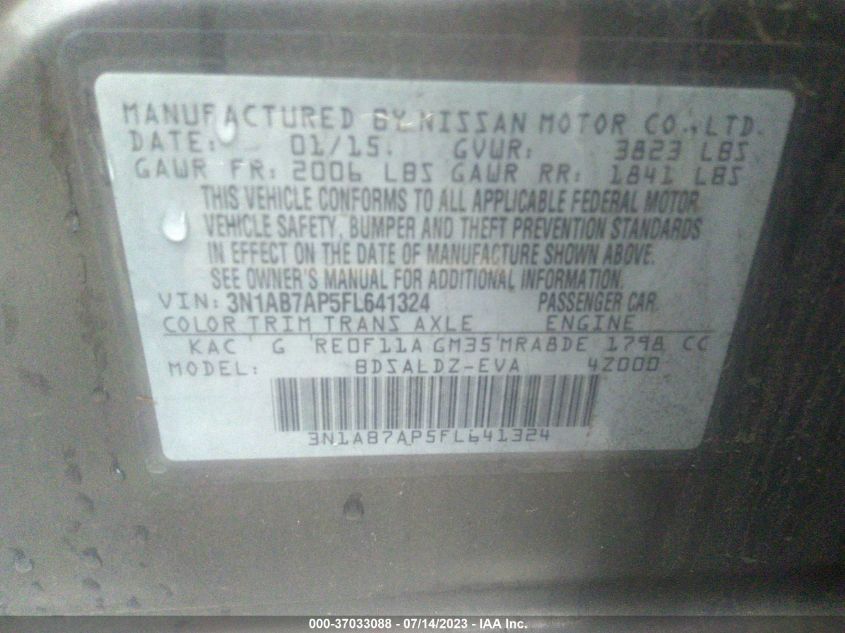 MANUFACTURED BY NISSAN MOTOR CO., LTD.
DATE: 01/15. GVWR: 3823 LBS
GAWR FR: 2006 LBS GAWR RR: 1841 LBS
THIS VEHICLE CONFORMS TO ALL APPLICABLE FEDERAL MOTOR
VEHICLE SAFETY, BUMPER AND THEFT PREVENTION STANDARDS
IN EFFECT ON THE DATE OF MANUFACTURE SHOWN ABOVE.
SEE OWNER'S MANUAL FOR ADDITIONAL INFORMATION.
VIN: 3N1AB7AP5FL641324 PASSENGER CAR
COLOR TRIM TRANS AXLE ENGINE
KAC G RE0F11A GM35 MRA8DE 1798 CC
MODEL: BDSALDZ-EVA 4Z000
3N1AB7AP5FL641324
000-37033088 - 07/14/2023 - IAA Inc.